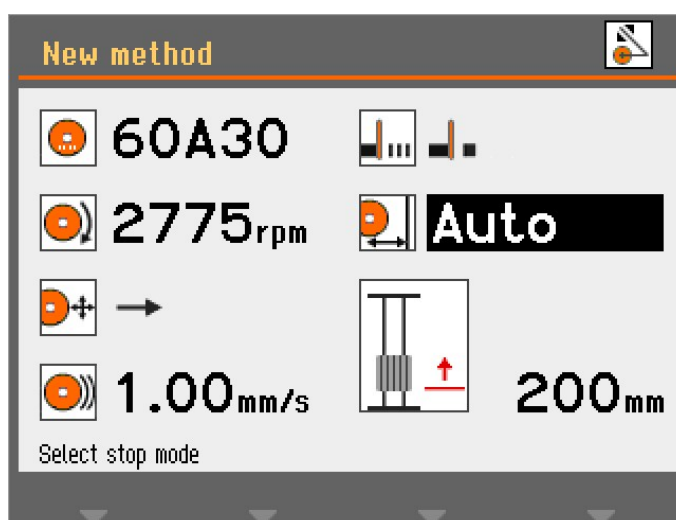 New method
60A30
2775rpm
Auto
1.00mm/s
200mm
Select stop mode